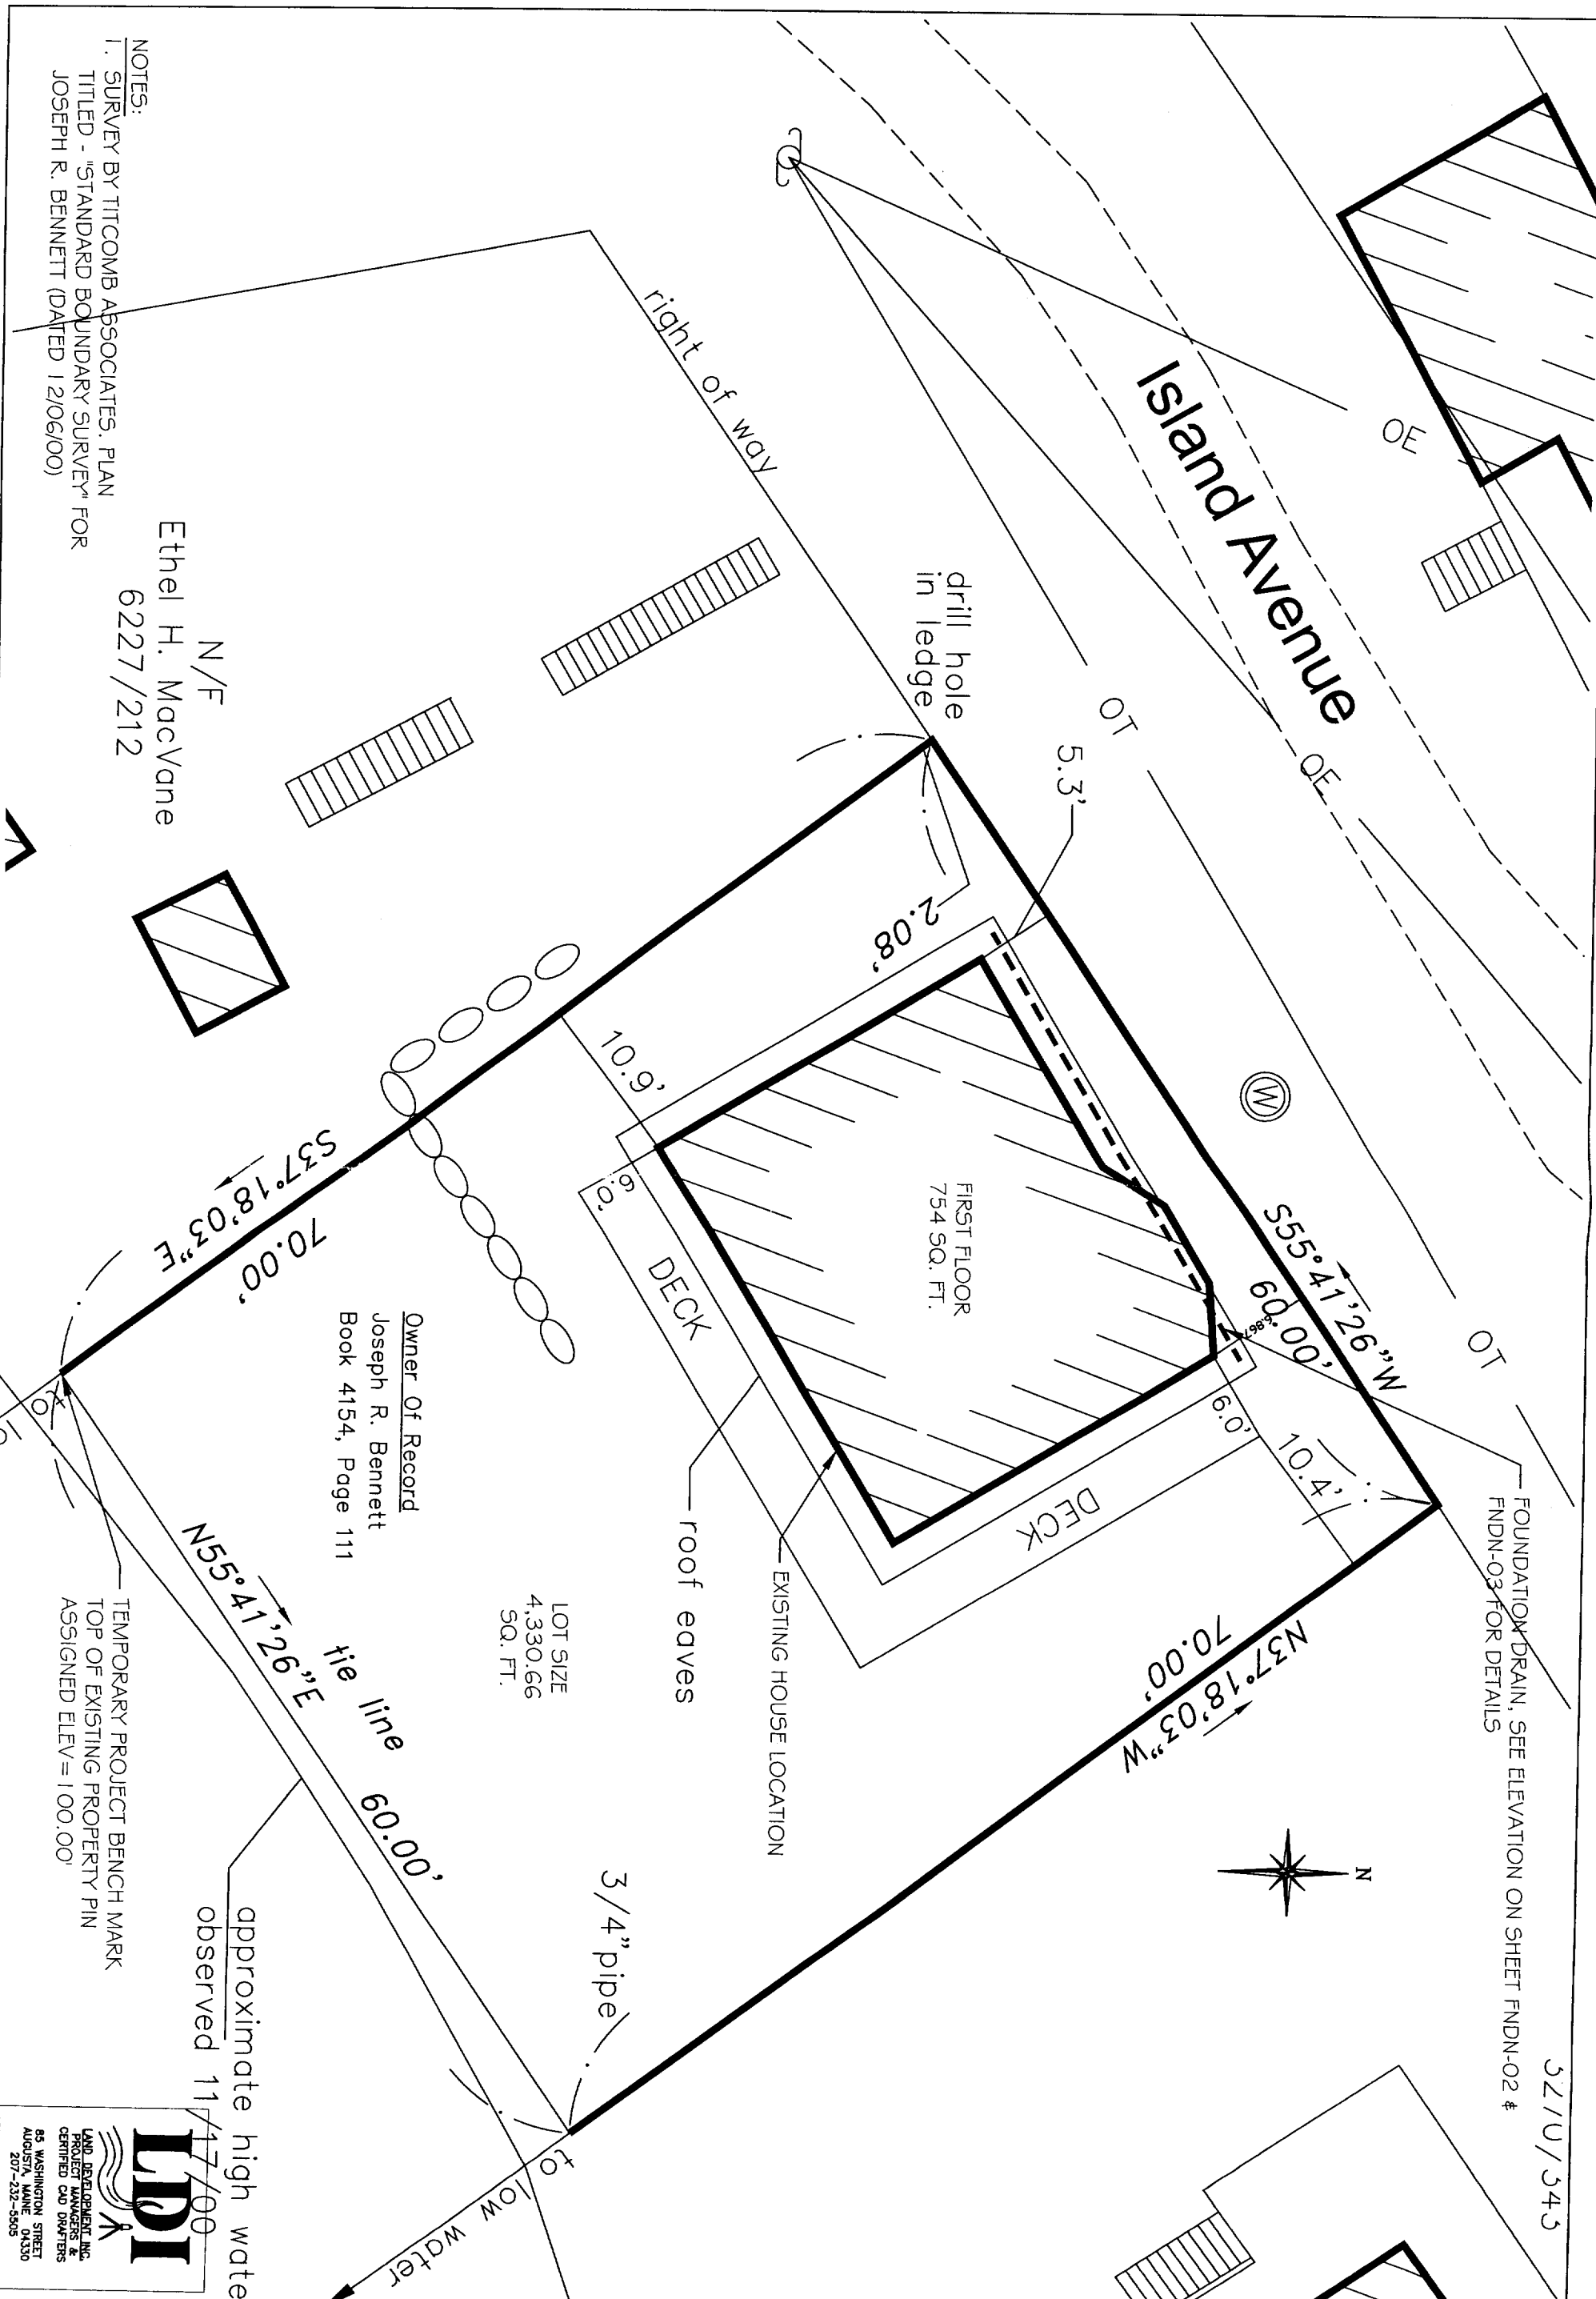 3270/343
FOUNDATION DRAIN, SEE ELEVATION ON SHEET FNDN-02 &
FNDN-03 FOR DETAILS
N
OE
Island Avenue
OE
OT
OT
W
right of way
drill hole
in ledge
5.3'
2.08'
S55°41'26"W
60.00'
6.867
6.0'
10.4'
10.9'
6.0'
FIRST FLOOR
754 SQ. FT.
DECK
DECK
N37°18'03"W
70.00'
EXISTING HOUSE LOCATION
roof eaves
LOT SIZE
4,330.66
SQ. FT.
S37°18'03"E
70.00'
Owner Of Record
Joseph R. Bennett
Book 4154, Page 111
3/4" pipe
tie line
N55°41'26"E
60.00'
to
to low water
approximate high wate
observed 11/17/00
TEMPORARY PROJECT BENCH MARK
TOP OF EXISTING PROPERTY PIN
ASSIGNED ELEV=100.00'
N/F
Ethel H. MacVane
6227/212
NOTES:
1. SURVEY BY TITCOMB ASSOCIATES. PLAN
TITLED - "STANDARD BOUNDARY SURVEY" FOR
JOSEPH R. BENNETT (DATED 12/06/00)
LDI
LAND DEVELOPMENT INC.
PROJECT MANAGERS &
CERTIFIED CAD DRAFTERS
85 WASHINGTON STREET
AUGUSTA, MAINE 04330
207-232-5505